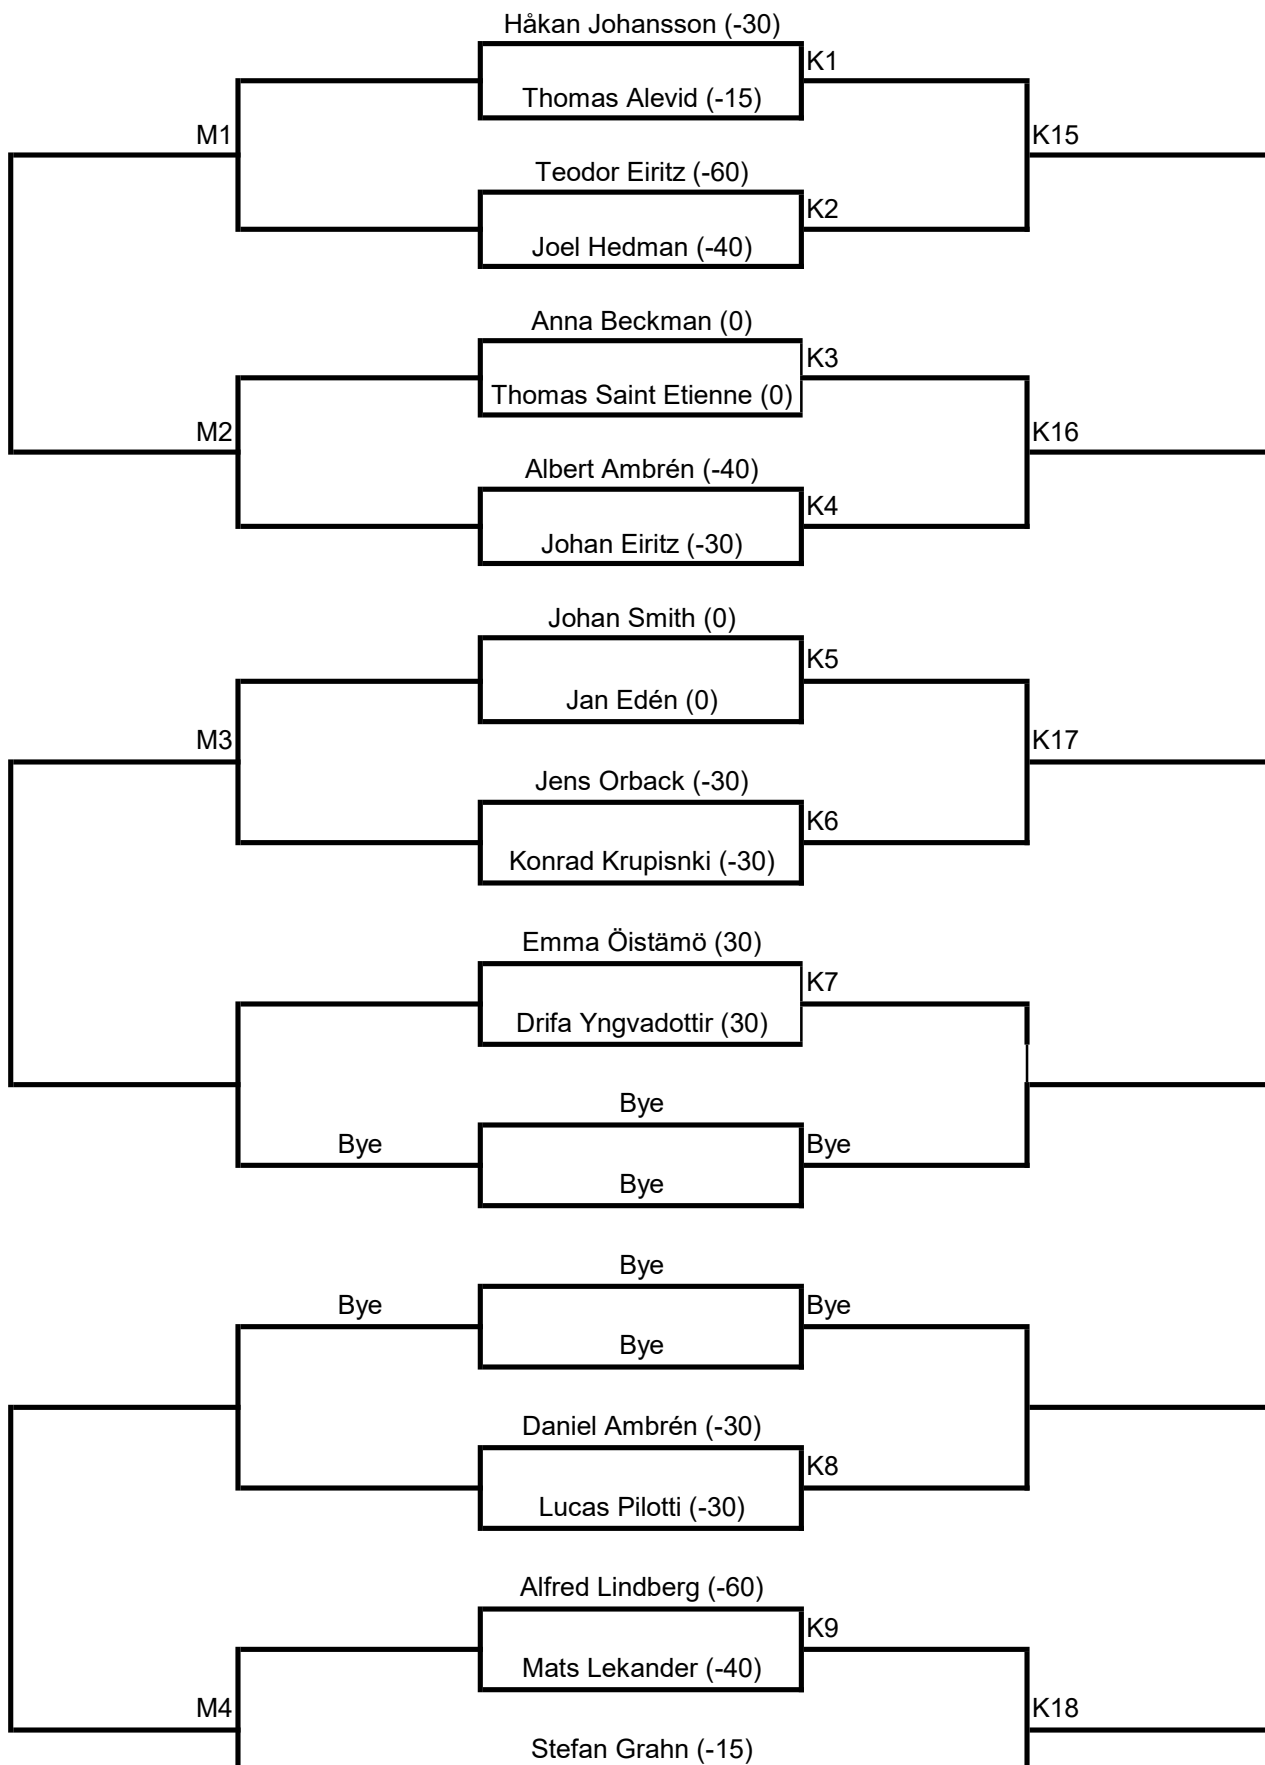 Håkan Johansson (-30)
K1
Thomas Alevid (-15)
M1
K15
Teodor Eiritz (-60)
K2
Joel Hedman (-40)
Anna Beckman (0)
K3
Thomas Saint Etienne (0)
M2
K16
Albert Ambrén (-40)
K4
Johan Eiritz (-30)
Johan Smith (0)
K5
Jan Edén (0)
M3
K17
Jens Orback (-30)
K6
Konrad Krupisnki (-30)
Emma Öistämö (30)
K7
Drifa Yngvadottir (30)
Bye
Bye
Bye
Bye
Bye
Bye
Bye
Bye
Daniel Ambrén (-30)
K8
Lucas Pilotti (-30)
Alfred Lindberg (-60)
K9
Mats Lekander (-40)
M4
K18
Stefan Grahn (-15)